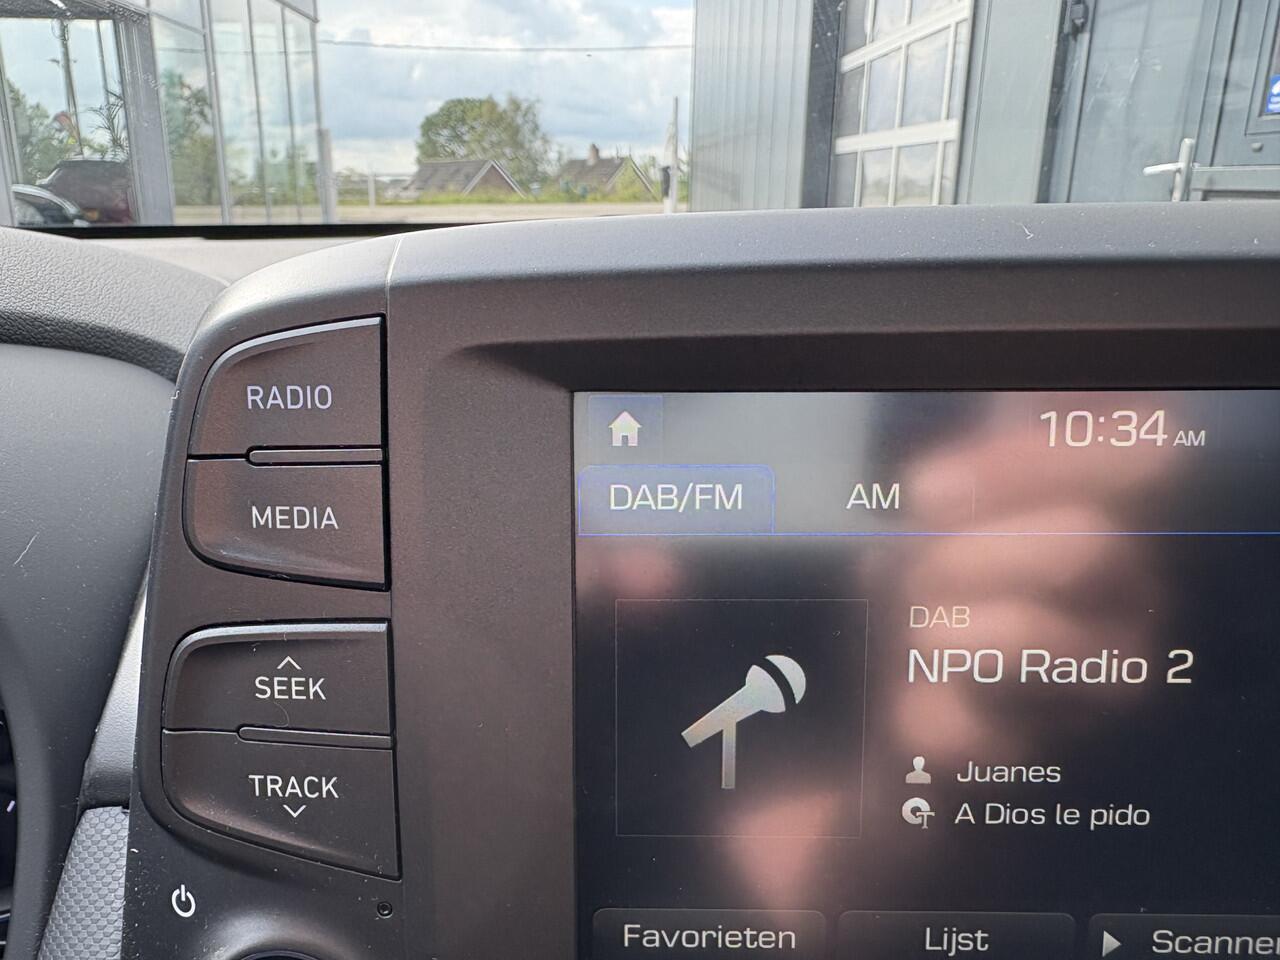 RADIO
MEDIA
SEEK
TRACK
10:34 AM
DAB/FM AM
DAB
NPO Radio 2
Juanes
A Dios le pido
Favorieten Lijst